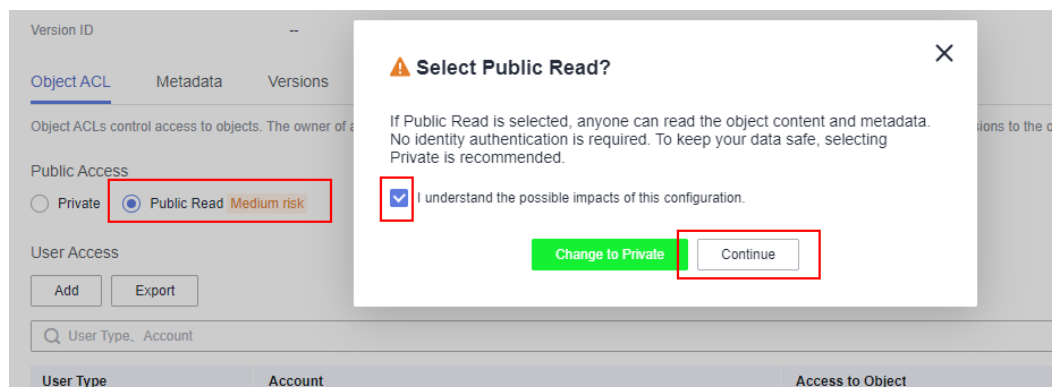 Version ID
--
Object ACL
Metadata
Versions
Object ACLs control access to objects. The owner of a
sions to the o
Public Access
Private
Public Read
Medium risk
User Access
Add
Export
User Type、Account
User Type
Account
Access to Object
Select Public Read?
If Public Read is selected, anyone can read the object content and metadata.
No identity authentication is required. To keep your data safe, selecting
Private is recommended.
I understand the possible impacts of this configuration.
Change to Private
Continue